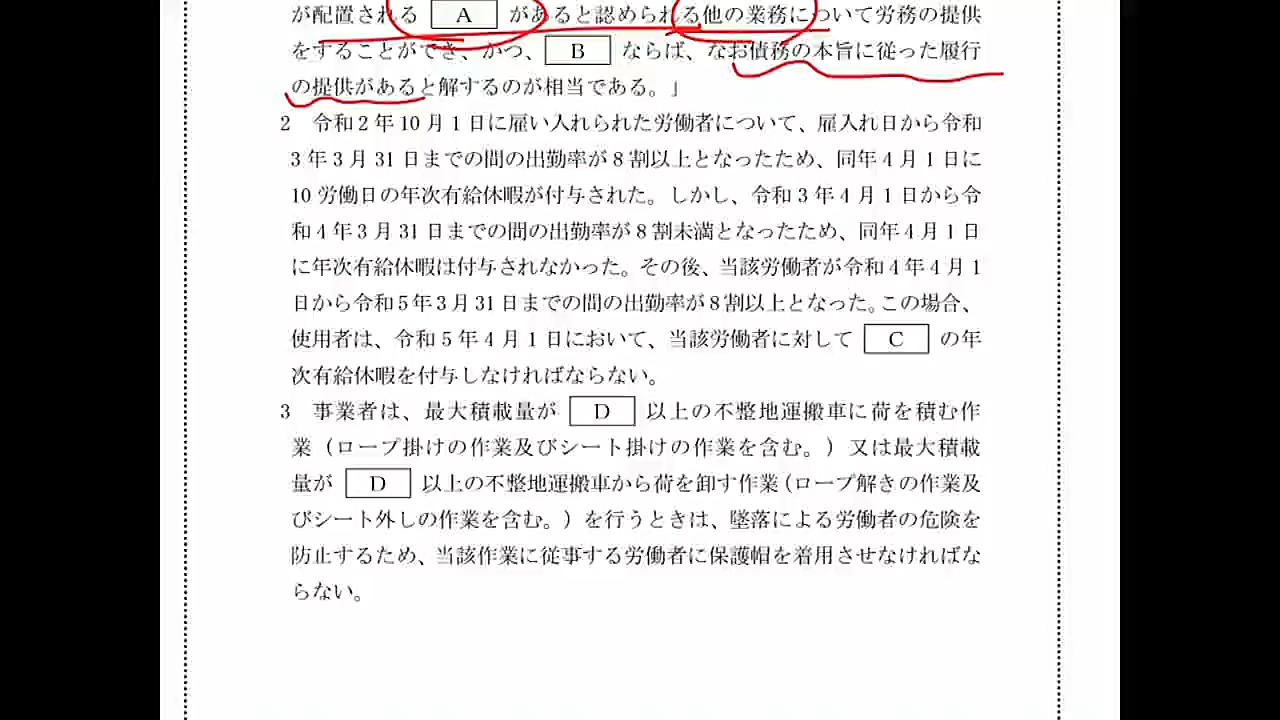 が配置される A があると認められる他の業務について労務の提供
をすることができ、かつ、 B ならば、なお債務の本旨に従った履行
の提供があると解するのが相当である。」
2 令和2年10月1日に雇い入れられた労働者について、雇入れ日から令和
3年3月31日までの間の出勤率が8割以上となったため、同年4月1日に
10労働日の年次有給休暇が付与された。しかし、令和3年4月1日から令
和4年3月31日までの間の出勤率が8割未満となったため、同年4月1日
に年次有給休暇は付与されなかった。その後、当該労働者が令和4年4月1
日から令和5年3月31日までの間の出勤率が8割以上となった。この場合、
使用者は、令和5年4月1日において、当該労働者に対して C の年
次有給休暇を付与しなければならない。
3 事業者は、最大積載量が D 以上の不整地運搬車に荷を積む作
業（ロープ掛けの作業及びシート掛けの作業を含む。）又は最大積載
量が D 以上の不整地運搬車から荷を卸す作業（ロープ解きの作業及
びシート外しの作業を含む。）を行うときは、墜落による労働者の危険を
防止するため、当該作業に従事する労働者に保護帽を着用させなければな
らない。